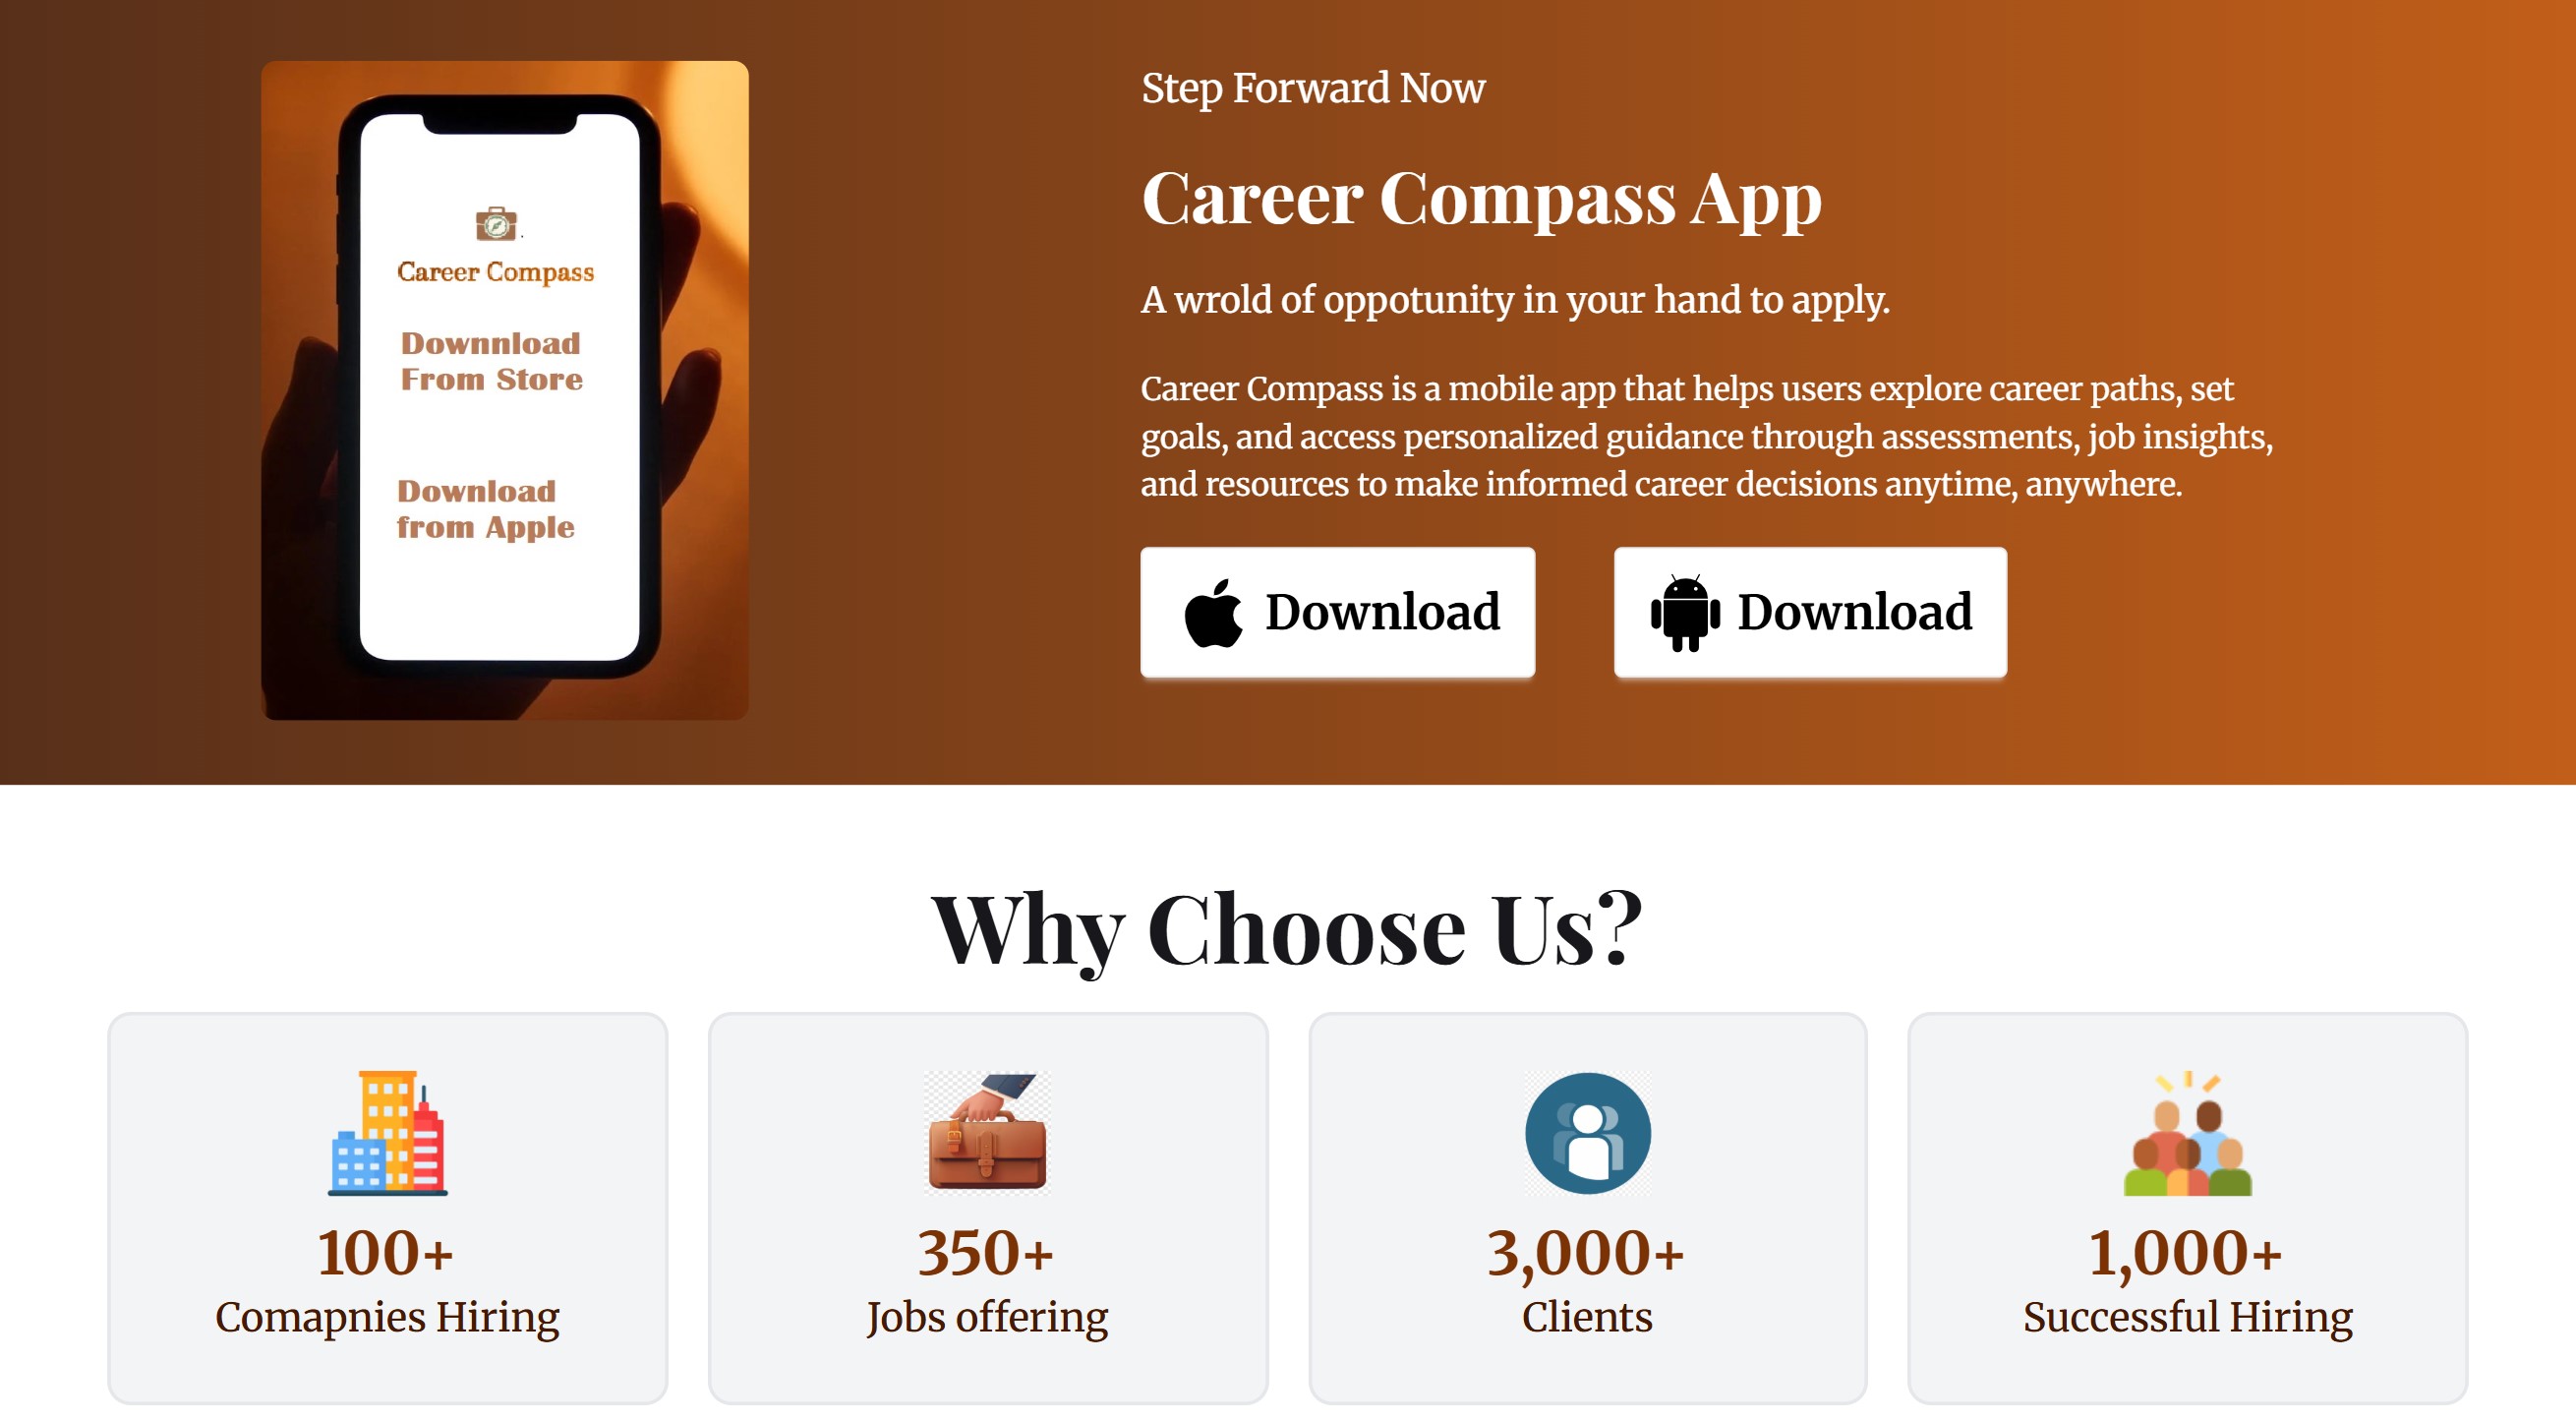 Career Compass
Downnload
From Store
Download
from Apple
Step Forward Now
Career Compass App
A wrold of oppotunity in your hand to apply.
Career Compass is a mobile app that helps users explore career paths, set
goals, and access personalized guidance through assessments, job insights,
and resources to make informed career decisions anytime, anywhere.
Download
Download
Why Choose Us?
100+
Comapnies Hiring
350+
Jobs offering
3,000+
Clients
1,000+
Successful Hiring